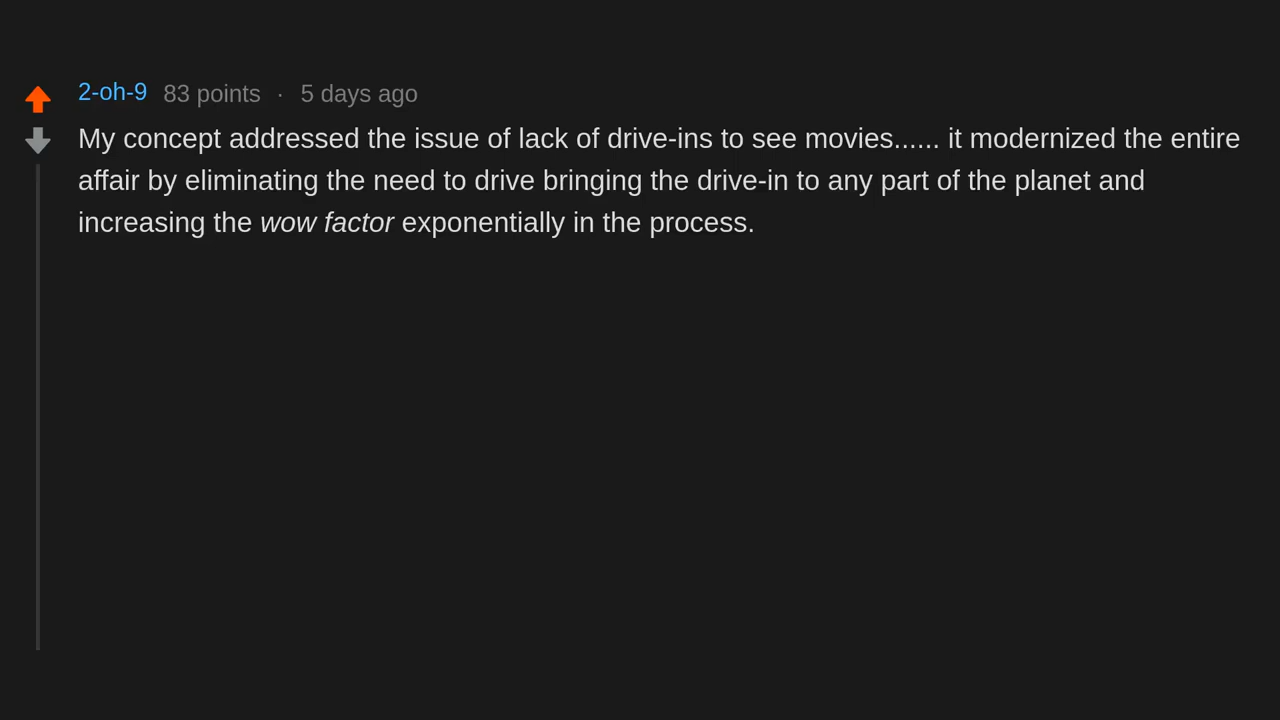 2-oh-9 83 points · 5 days ago
My concept addressed the issue of lack of drive-ins to see movies...... it modernized the entire
affair by eliminating the need to drive bringing the drive-in to any part of the planet and
increasing the wow factor exponentially in the process.